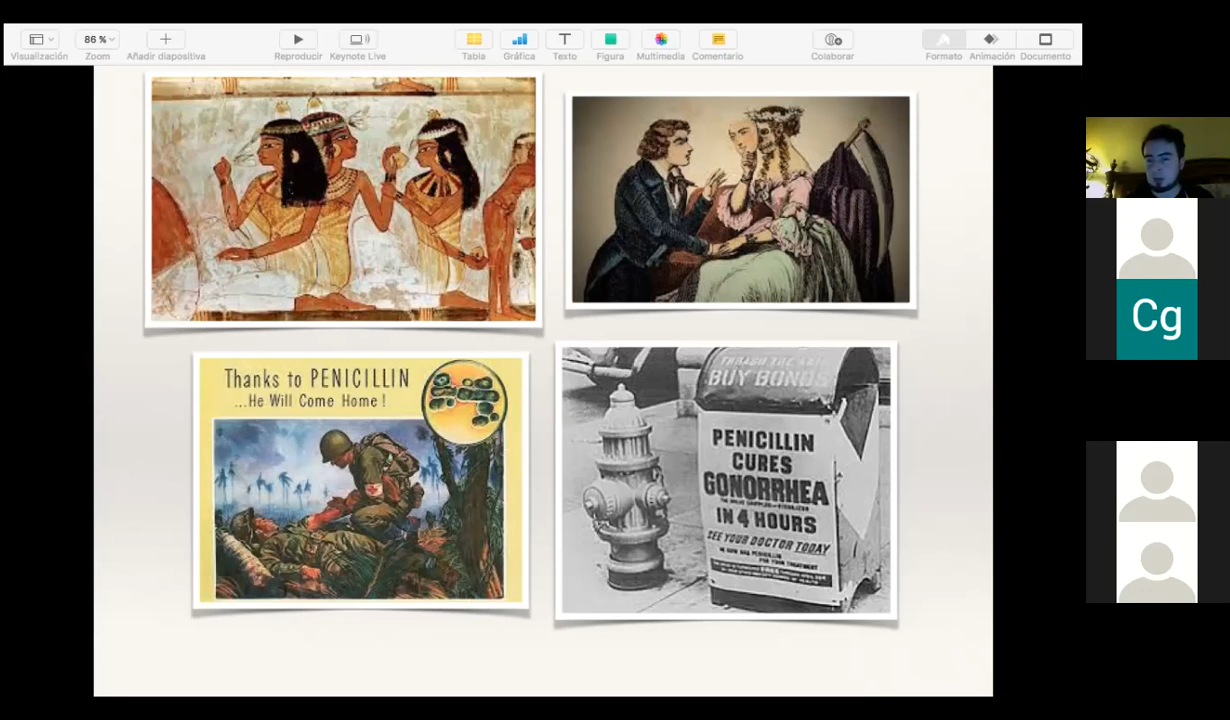 86 %
Visualización
Zoom
Añadir diapositiva
Reproducir
Keynote Live
Tabla
Gráfica
Texto
Figura
Multimedia
Comentario
Colaborar
Formato
Animación
Documento
Thanks to PENICILLIN
...He Will Come Home!
BUY BONDS
PENICILLIN
CURES
GONORRHEA
IN 4 HOURS
SEE YOUR DOCTOR TODAY
Cg